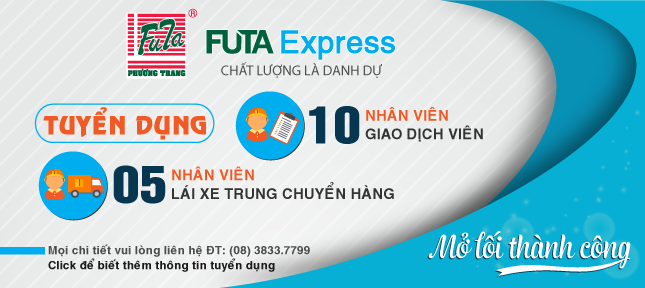 FuTa ®
PHƯƠNG TRANG
FUTA Express
CHẤT LƯỢNG LÀ DANH DỰ
TUYỂN DỤNG
10 NHÂN VIÊN
GIAO DỊCH VIÊN
05 NHÂN VIÊN
LÁI XE TRUNG CHUYỂN HÀNG
Mọi chi tiết vui lòng liên hệ ĐT: (08) 3833.7799
Click để biết thêm thông tin tuyển dụng
Mở lối thành công